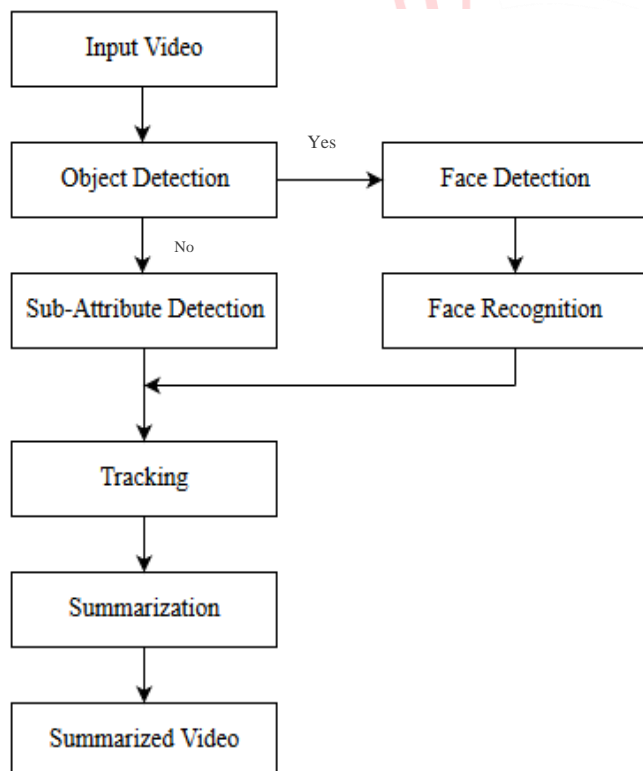 Input Video
Yes
Object Detection
Face Detection
No
Sub-Attribute Detection
Face Recognition
Tracking
Summarization
Summarized Video